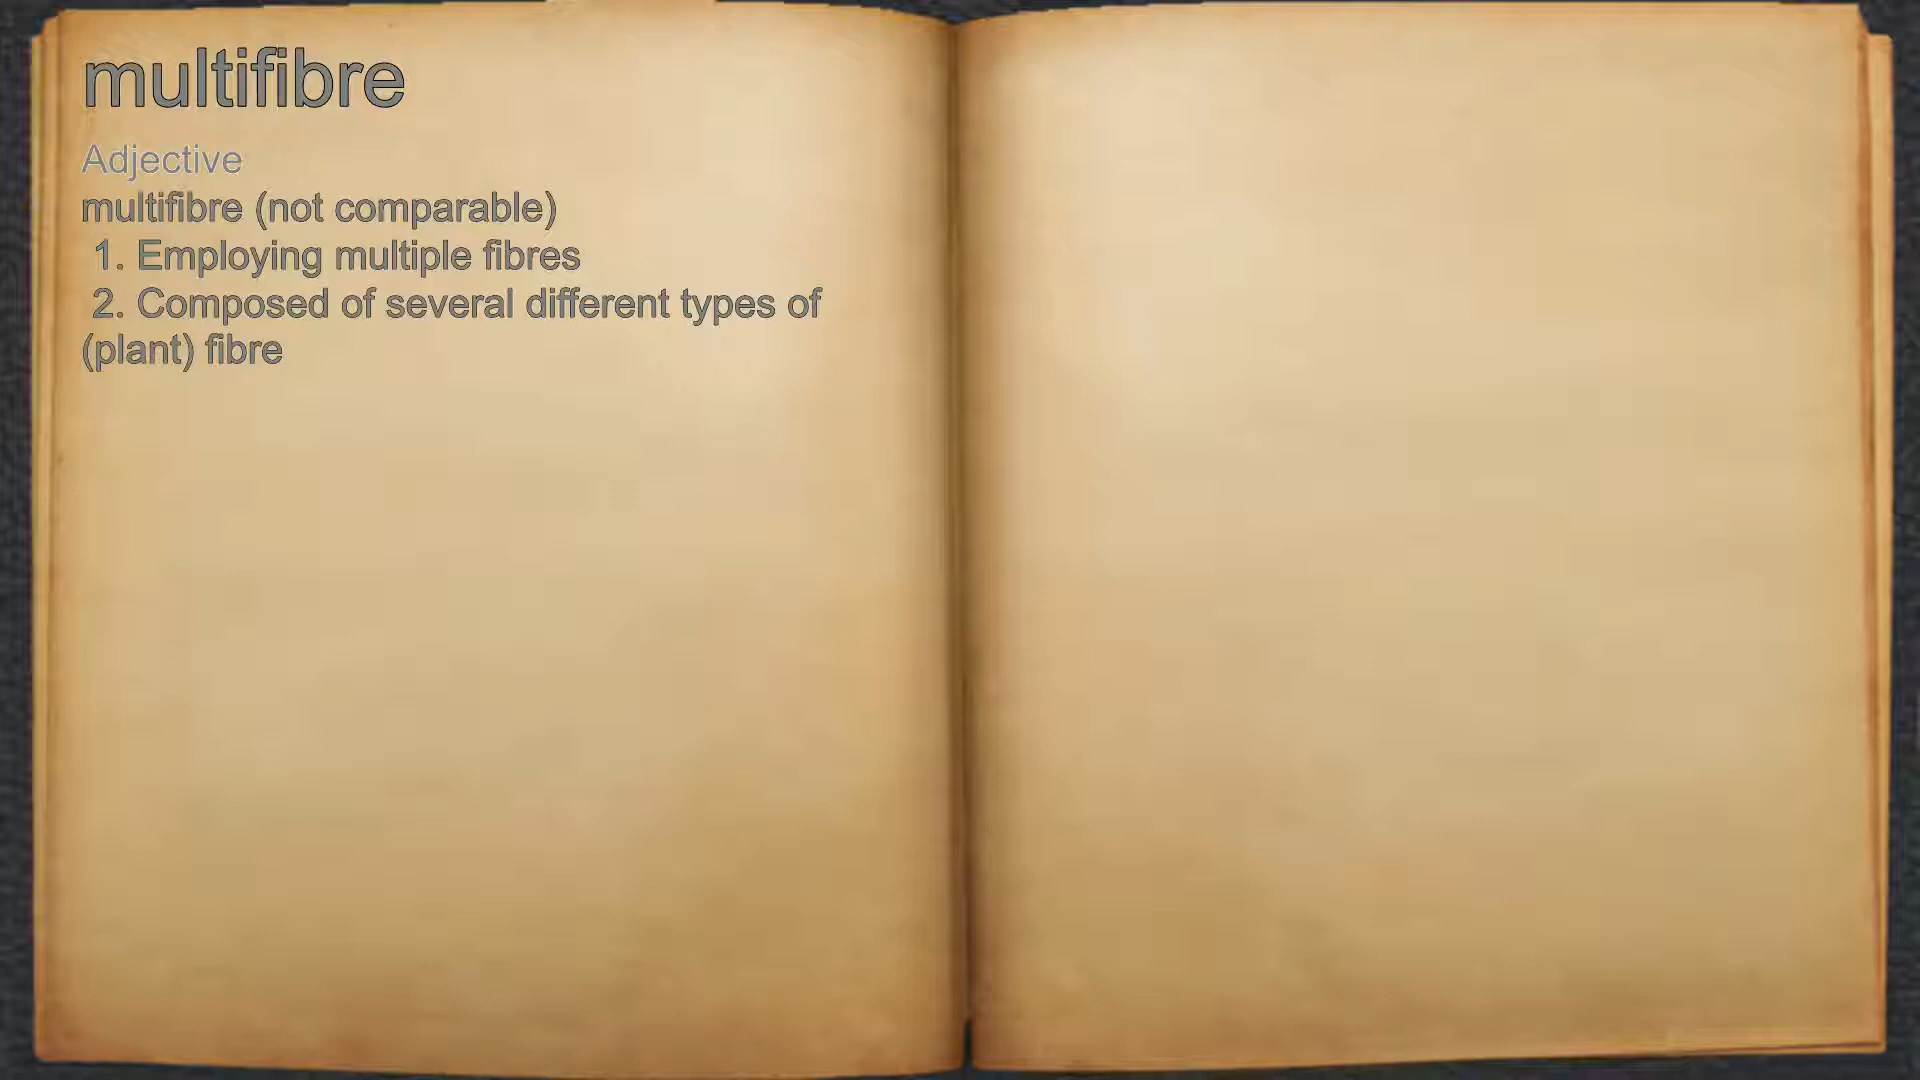 multifibre
Adjective
multifibre (not comparable)
1. Employing multiple fibres
2. Composed of several different types of
(plant) fibre